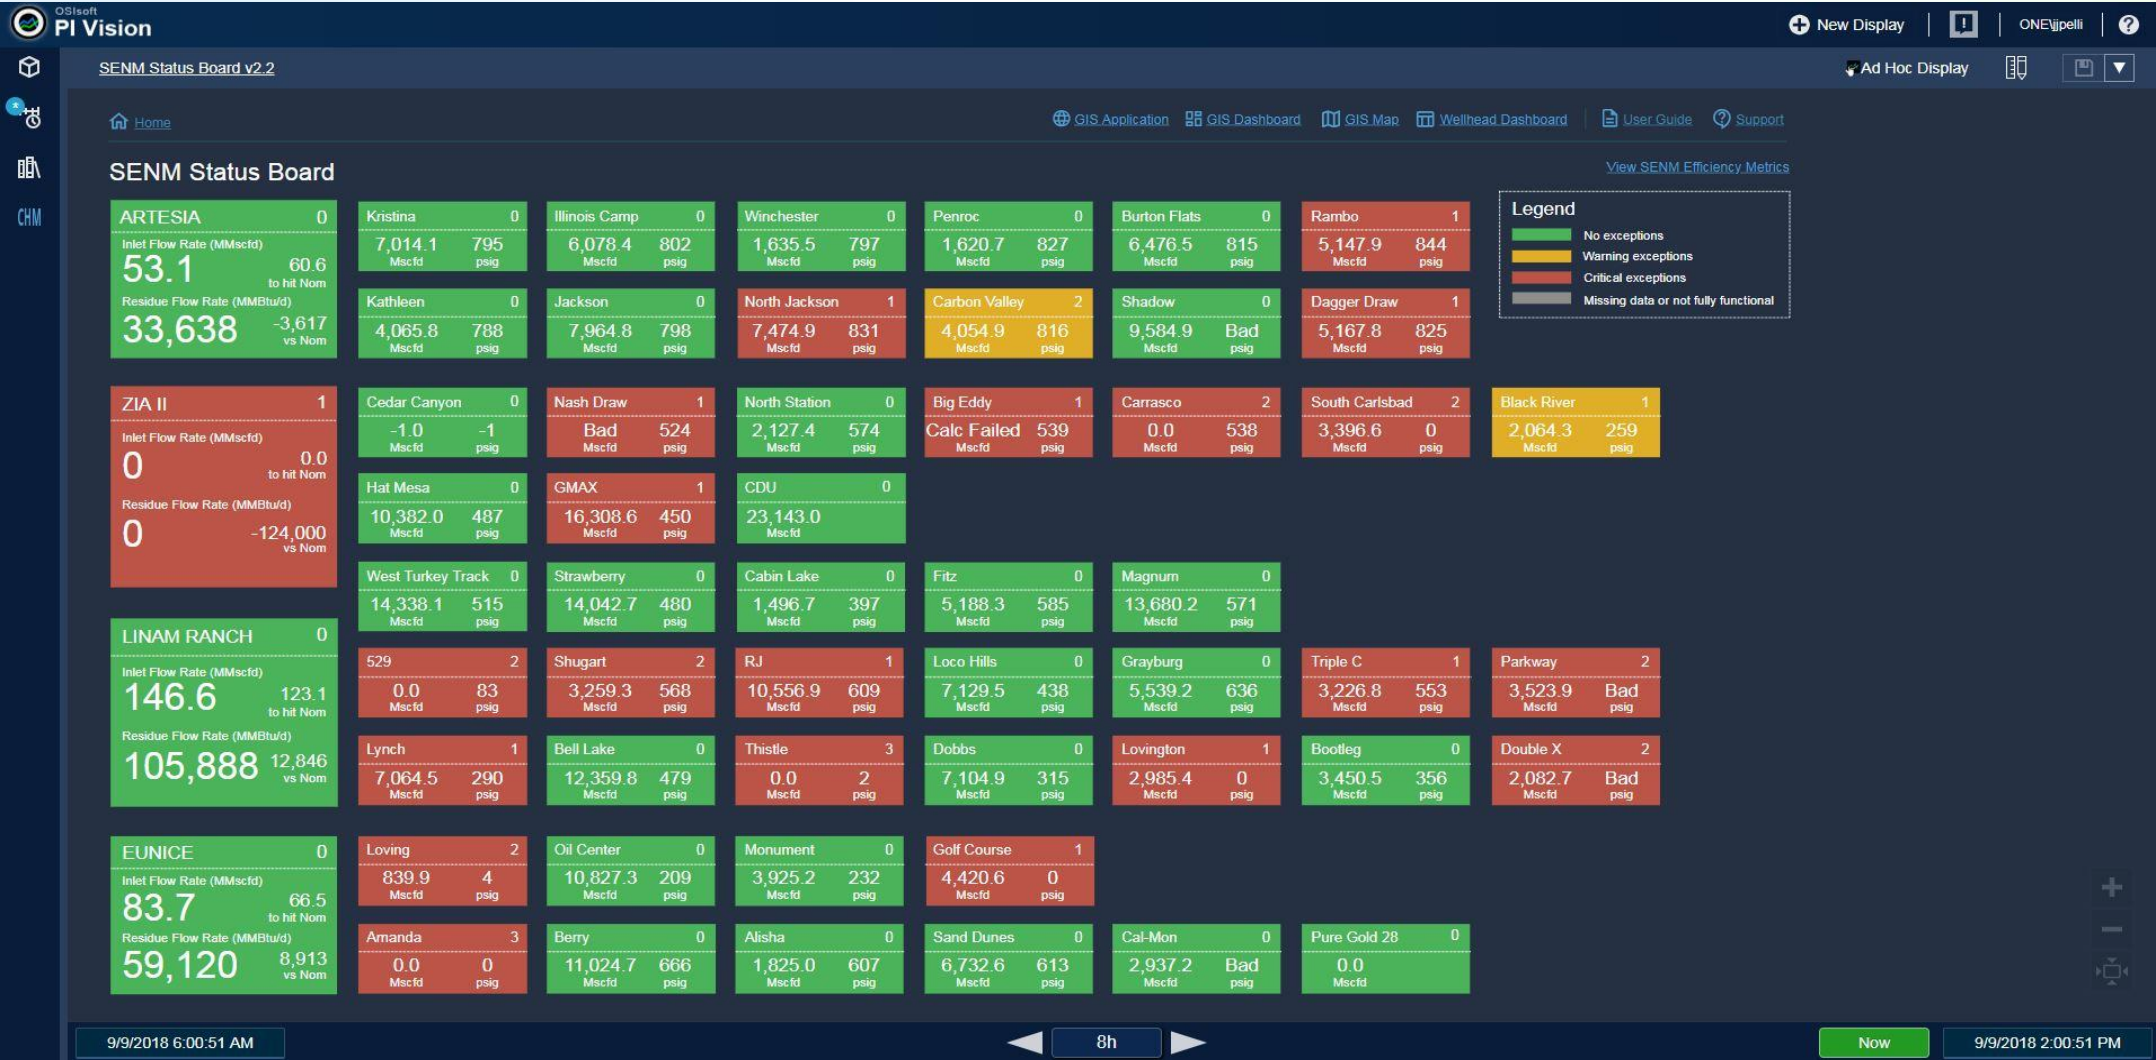 OSIsoft
PI Vision
New Display
ONE\jjpelli
SENM Status Board v2.2
Ad Hoc Display
CHM
Home
GIS Application GIS Dashboard GIS Map Wellhead Dashboard User Guide Support
SENM Status Board
View SENM Efficiency Metrics
Legend
No exceptions
Warning exceptions
Critical exceptions
Missing data or not fully functional
ARTESIA 0
Inlet Flow Rate (MMscfd)
53.1 60.6
to hit Nom
Residue Flow Rate (MMBtu/d)
33,638 -3,617
vs Nom
Kristina 0
7,014.1 795
Mscfd psig
Illinois Camp 0
6,078.4 802
Mscfd psig
Winchester 0
1,635.5 797
Mscfd psig
Penroc 0
1,620.7 827
Mscfd psig
Burton Flats 0
6,476.5 815
Mscfd psig
Rambo 1
5,147.9 844
Mscfd psig
Kathleen 0
4,065.8 788
Mscfd psig
Jackson 0
7,964.8 798
Mscfd psig
North Jackson 1
7,474.9 831
Mscfd psig
Carbon Valley 2
4,054.9 816
Mscfd psig
Shadow 0
9,584.9 Bad
Mscfd psig
Dagger Draw 1
5,167.8 825
Mscfd psig
ZIA II 1
Inlet Flow Rate (MMscfd)
0 0.0
to hit Nom
Residue Flow Rate (MMBtu/d)
0 -124,000
vs Nom
Cedar Canyon 0
-1.0 -1
Mscfd psig
Nash Draw 1
Bad 524
Mscfd psig
North Station 0
2,127.4 574
Mscfd psig
Big Eddy 1
Calc Failed 539
Mscfd psig
Carrasco 2
0.0 538
Mscfd psig
South Carlsbad 2
3,396.6 0
Mscfd psig
Black River 1
2,064.3 259
Mscfd psig
Hat Mesa 0
10,382.0 487
Mscfd psig
GMAX 1
16,308.6 450
Mscfd psig
CDU 0
23,143.0
Mscfd
LINAM RANCH 0
Inlet Flow Rate (MMscfd)
146.6 123.1
to hit Nom
Residue Flow Rate (MMBtu/d)
105,888 12,846
vs Nom
West Turkey Track 0
14,338.1 515
Mscfd psig
Strawberry 0
14,042.7 480
Mscfd psig
Cabin Lake 0
1,496.7 397
Mscfd psig
Fitz 0
5,188.3 585
Mscfd psig
Magnum 0
13,680.2 571
Mscfd psig
529 2
0.0 83
Mscfd psig
Shugart 2
3,259.3 568
Mscfd psig
RJ 1
10,556.9 609
Mscfd psig
Loco Hills 0
7,129.5 438
Mscfd psig
Grayburg 0
5,539.2 636
Mscfd psig
Triple C 1
3,226.8 553
Mscfd psig
Parkway 2
3,523.9 Bad
Mscfd psig
Lynch 1
7,064.5 290
Mscfd psig
Bell Lake 0
12,359.8 479
Mscfd psig
Thistle 3
0.0 2
Mscfd psig
Dobbs 0
7,104.9 315
Mscfd psig
Lovington 1
2,985.4 0
Mscfd psig
Bootleg 0
3,450.5 356
Mscfd psig
Double X 2
2,082.7 Bad
Mscfd psig
EUNICE 0
Inlet Flow Rate (MMscfd)
83.7 66.5
to hit Nom
Residue Flow Rate (MMBtu/d)
59,120 8,913
vs Nom
Loving 2
839.9 4
Mscfd psig
Oil Center 0
10,827.3 209
Mscfd psig
Monument 0
3,925.2 232
Mscfd psig
Golf Course 1
4,420.6 0
Mscfd psig
Amanda 3
0.0 0
Mscfd psig
Berry 0
11,024.7 666
Mscfd psig
Alisha 0
1,825.0 607
Mscfd psig
Sand Dunes 0
6,732.6 613
Mscfd psig
Cal-Mon 0
2,937.2 Bad
Mscfd psig
Pure Gold 28 0
0.0
Mscfd
9/9/2018 6:00:51 AM
8h
Now
9/9/2018 2:00:51 PM